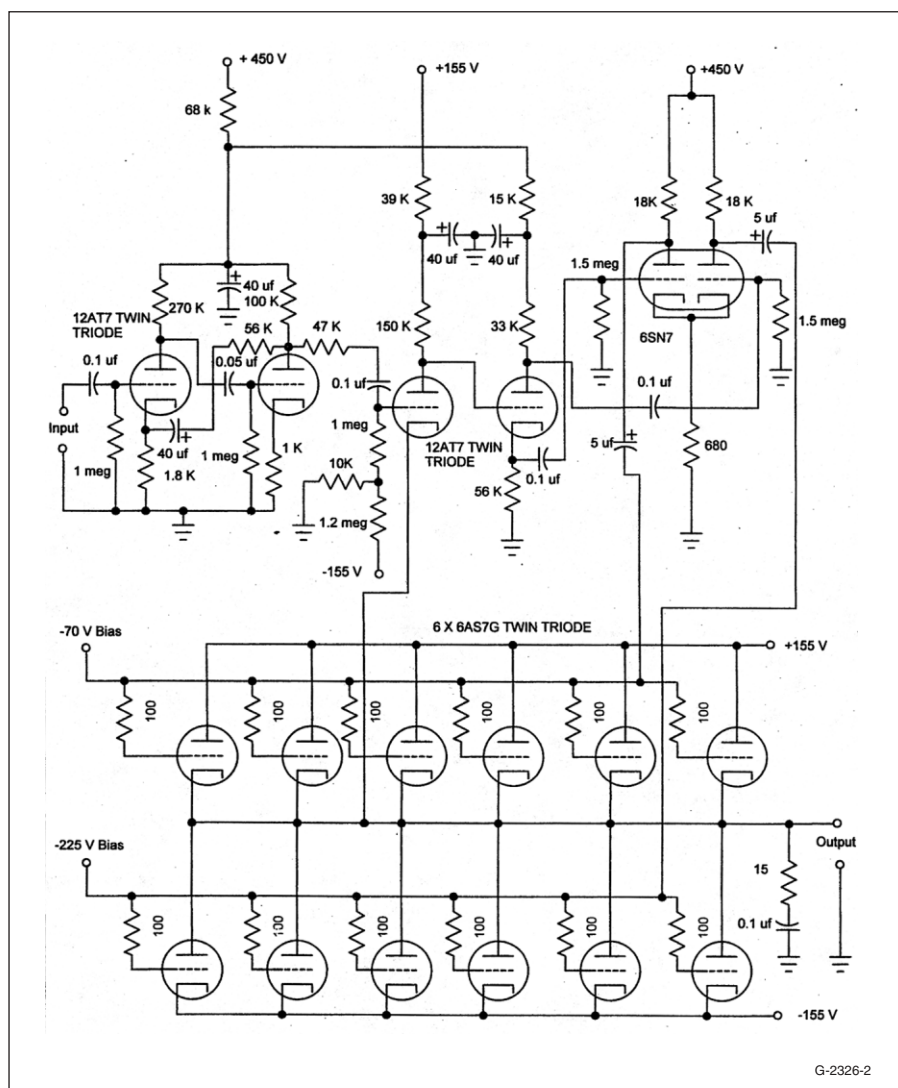 + 450 V
+155 V
+450 V
68 k
39 K
15 K
18K
18 K
5 uf
40 uf
40 uf
1.5 meg
40 uf
100 K
270 K
12AT7 TWIN
TRIODE
56 K
47 K
150 K
33 K
6SN7
1.5 meg
0.1 uf
0.05 uf
0.1 uf
0.1 uf
Input
1 meg
12AT7 TWIN
TRIODE
5 uf
680
40 uf
1 meg
1 K
10K
0.1 uf
1 meg
1.8 K
56 K
1.2 meg
-155 V
6 X 6AS7G TWIN TRIODE
-70 V Bias
+155 V
100
100
100
100
100
100
-225 V Bias
Output
15
100
100
100
100
100
100
0.1 uf
-155 V
G-2326-2